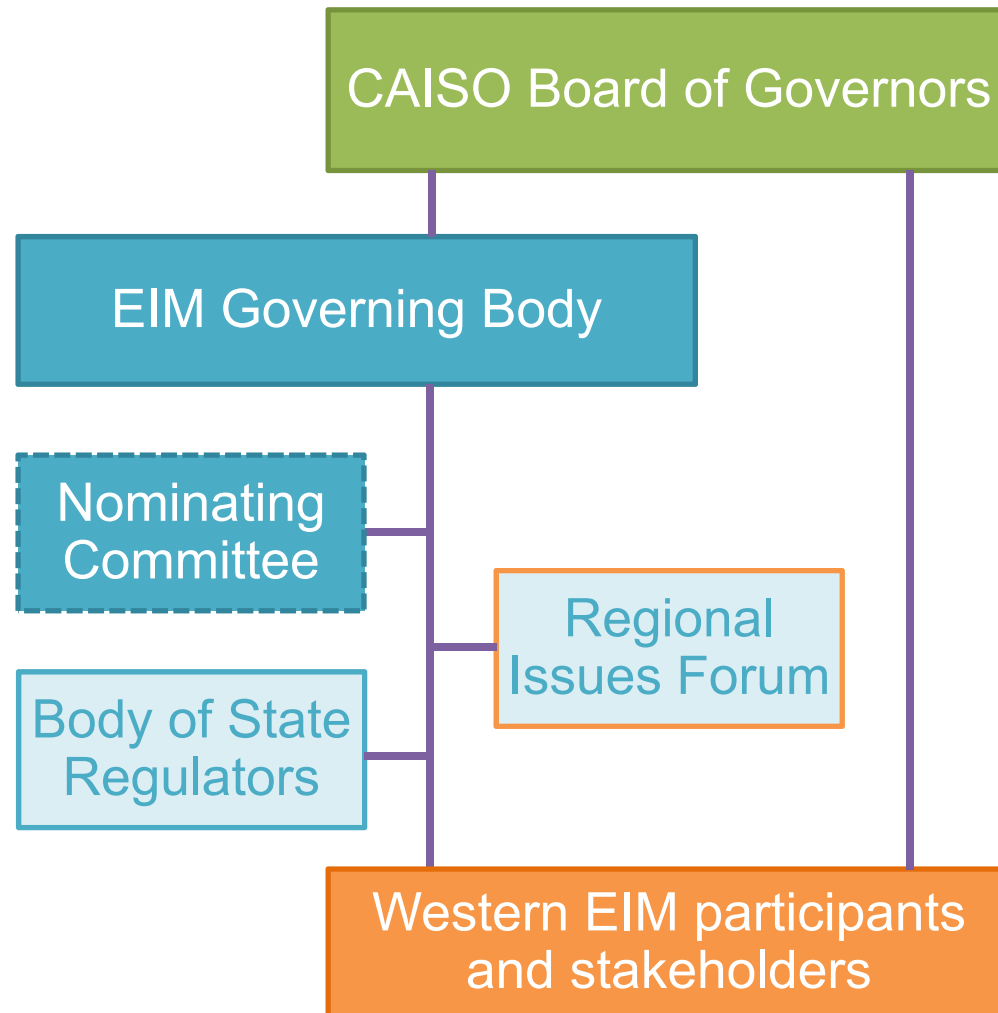 CAISO Board of Governors
EIM Governing Body
Nominating
Committee
Regional
Issues Forum
Body of State
Regulators
Western EIM participants
and stakeholders